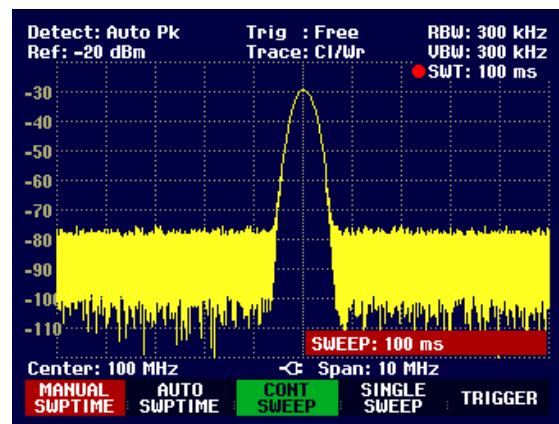 Detect: Auto Pk Trig : Free RBW: 300 kHz
Ref: -20 dBm Trace: Cl/Wr VBW: 300 kHz
SWT: 100 ms
-30
-40
-50
-60
-70
-80
-90
-100
-110
SWEEP: 100 ms
Center: 100 MHz Span: 10 MHz
MANUAL SWPTIME
AUTO SWPTIME
CONT SWEEP
SINGLE SWEEP
TRIGGER